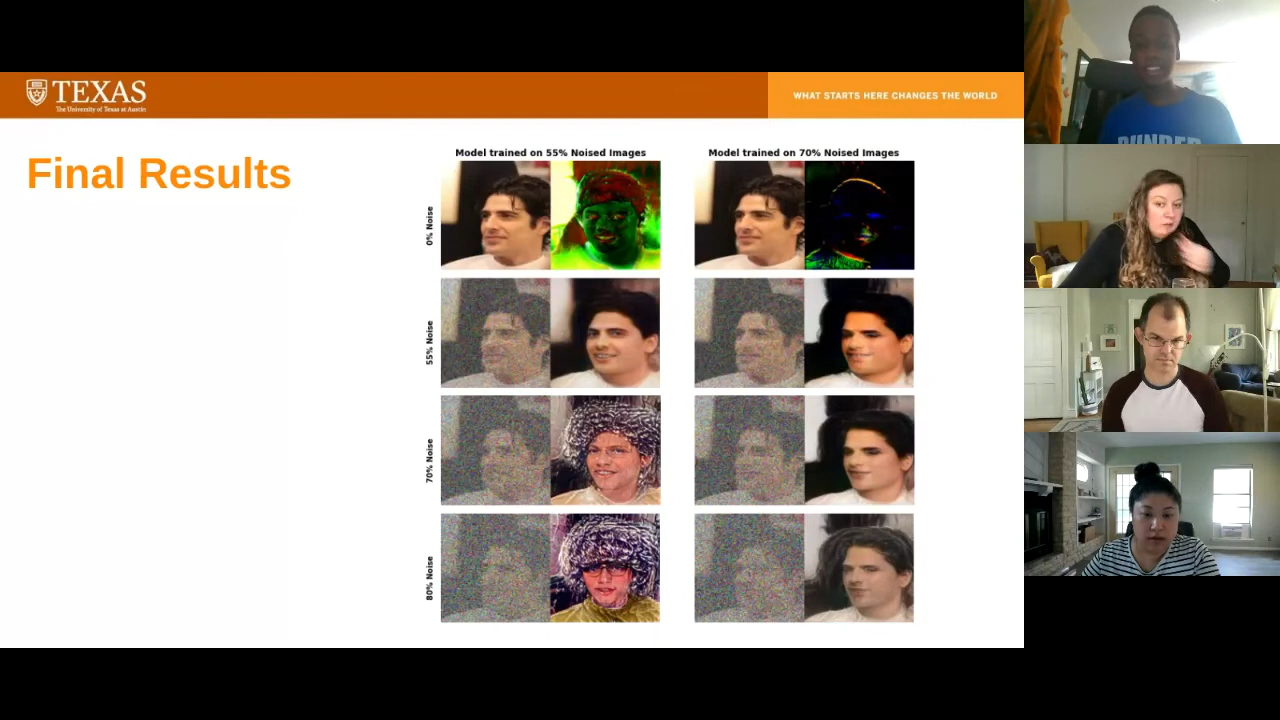 TEXAS
The University of Texas at Austin
WHAT STARTS HERE CHANGES THE WORLD
Final Results
Model trained on 55% Noised Images
Model trained on 70% Noised Images
0% Noise
55% Noise
70% Noise
80% Noise